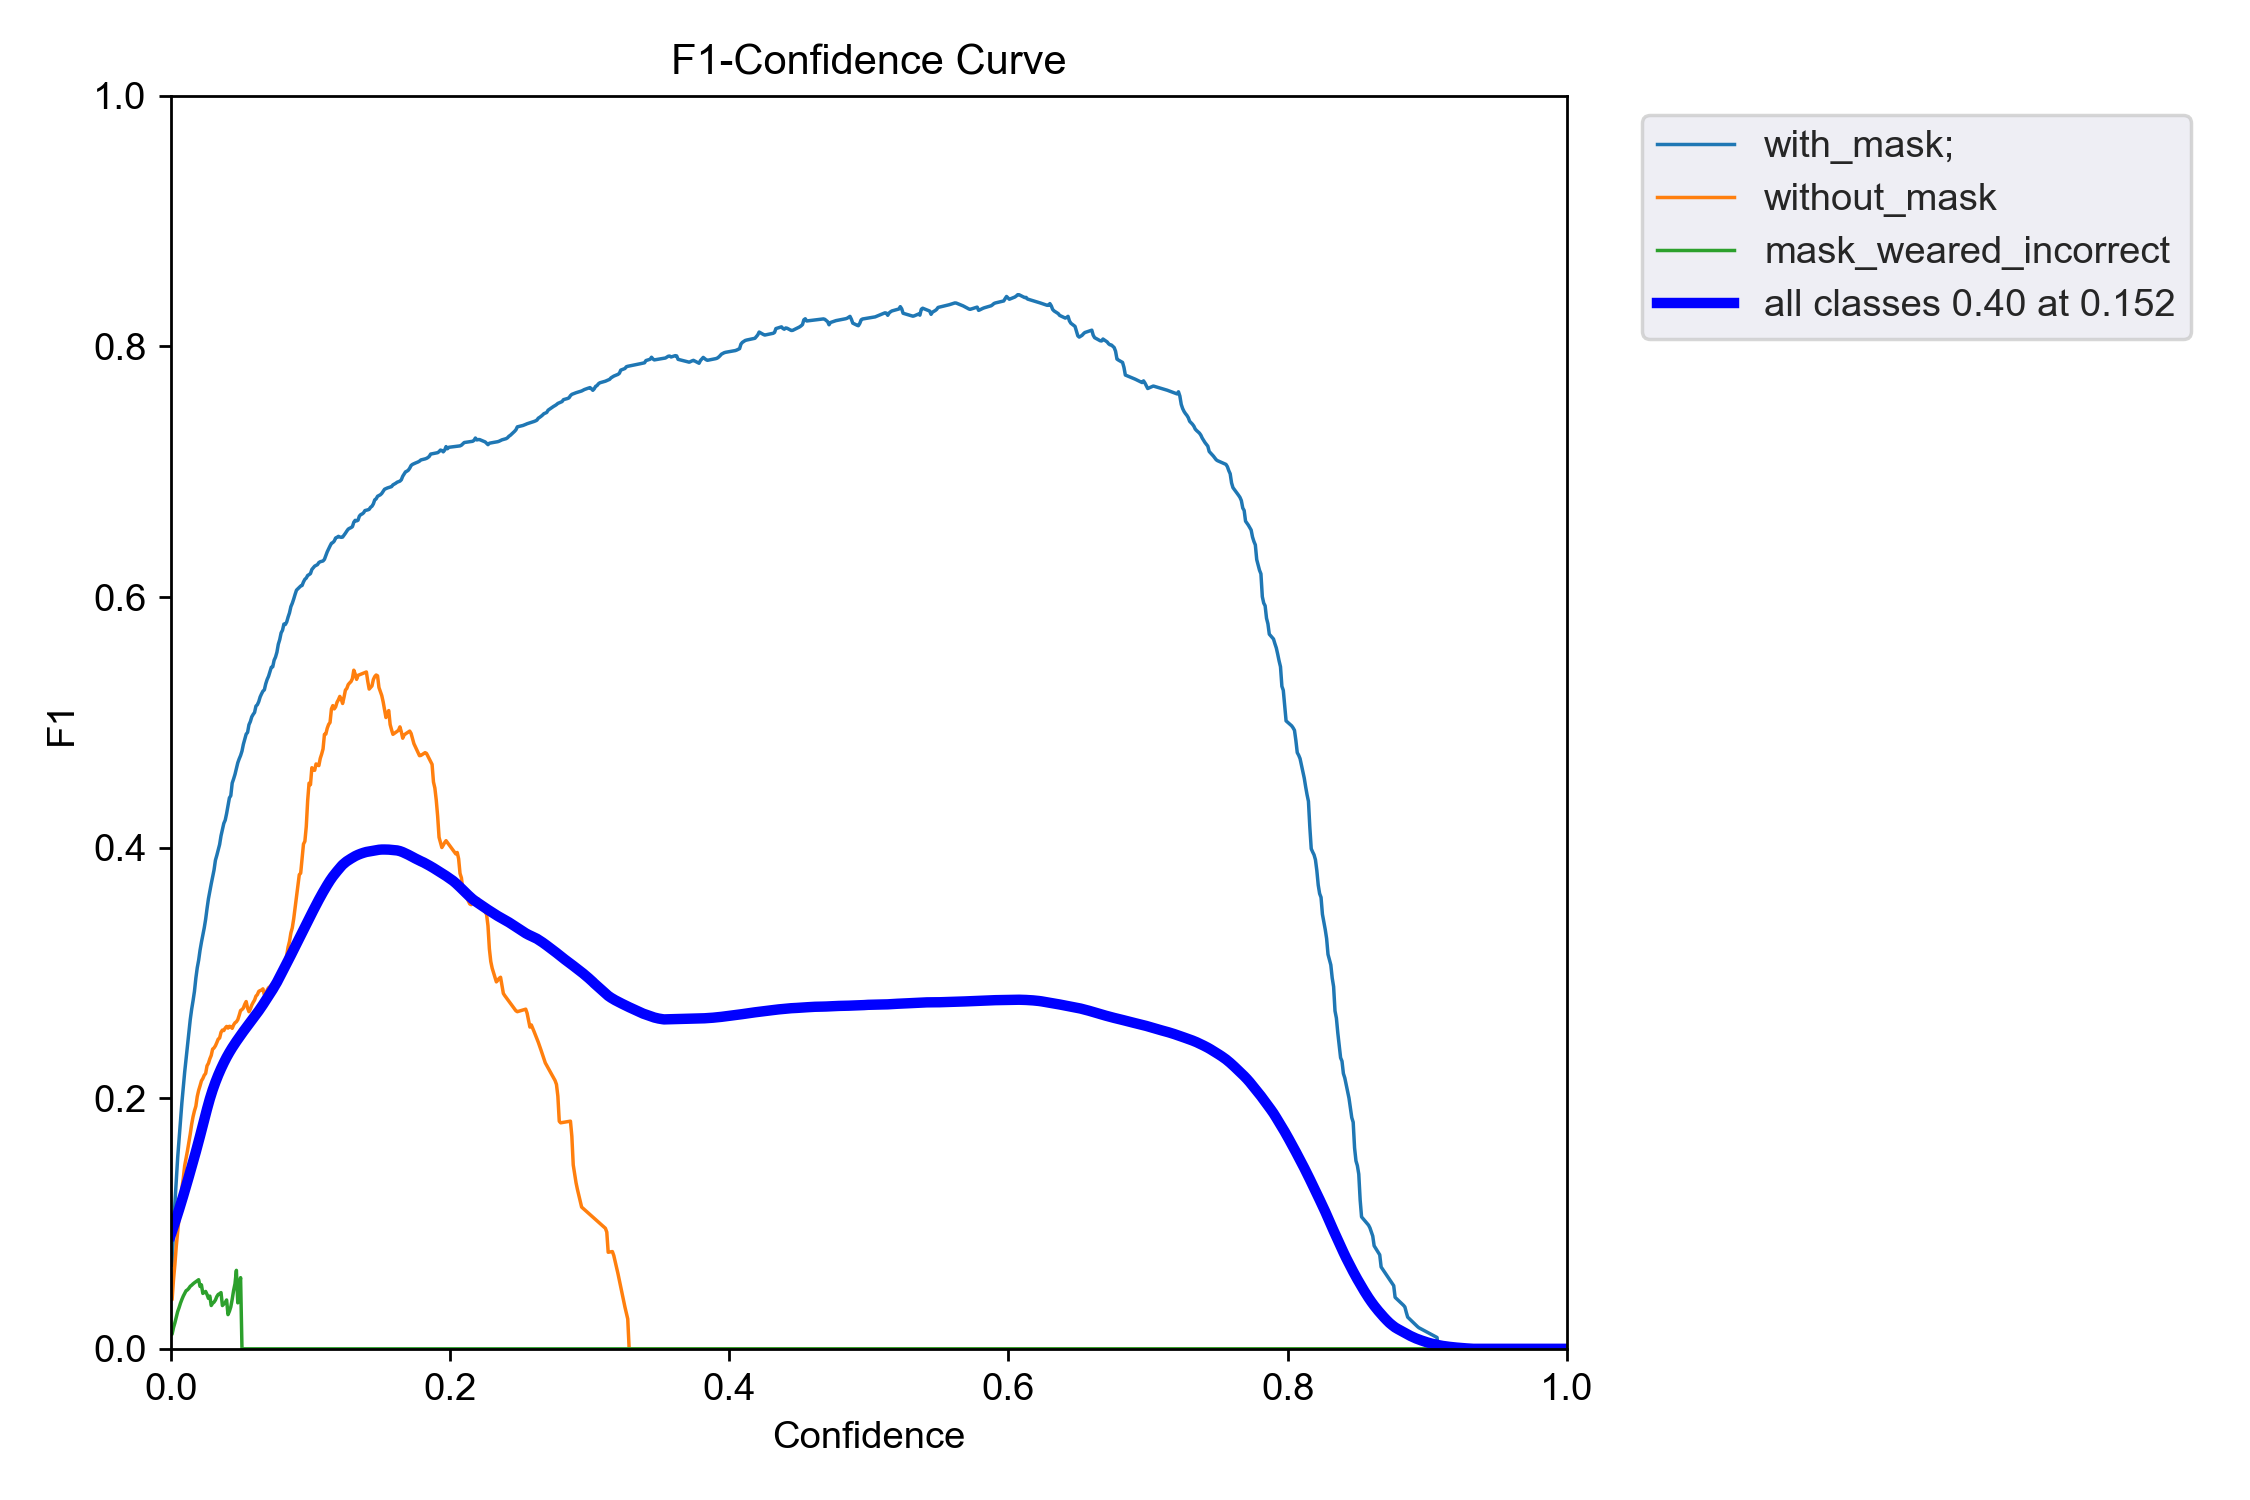 F1-Confidence Curve
1.0
0.8
0.6
0.4
0.2
0.0
F1
0.0 0.2 0.4 0.6 0.8 1.0
Confidence
with_mask;
without_mask
mask_weared_incorrect
all classes 0.40 at 0.152